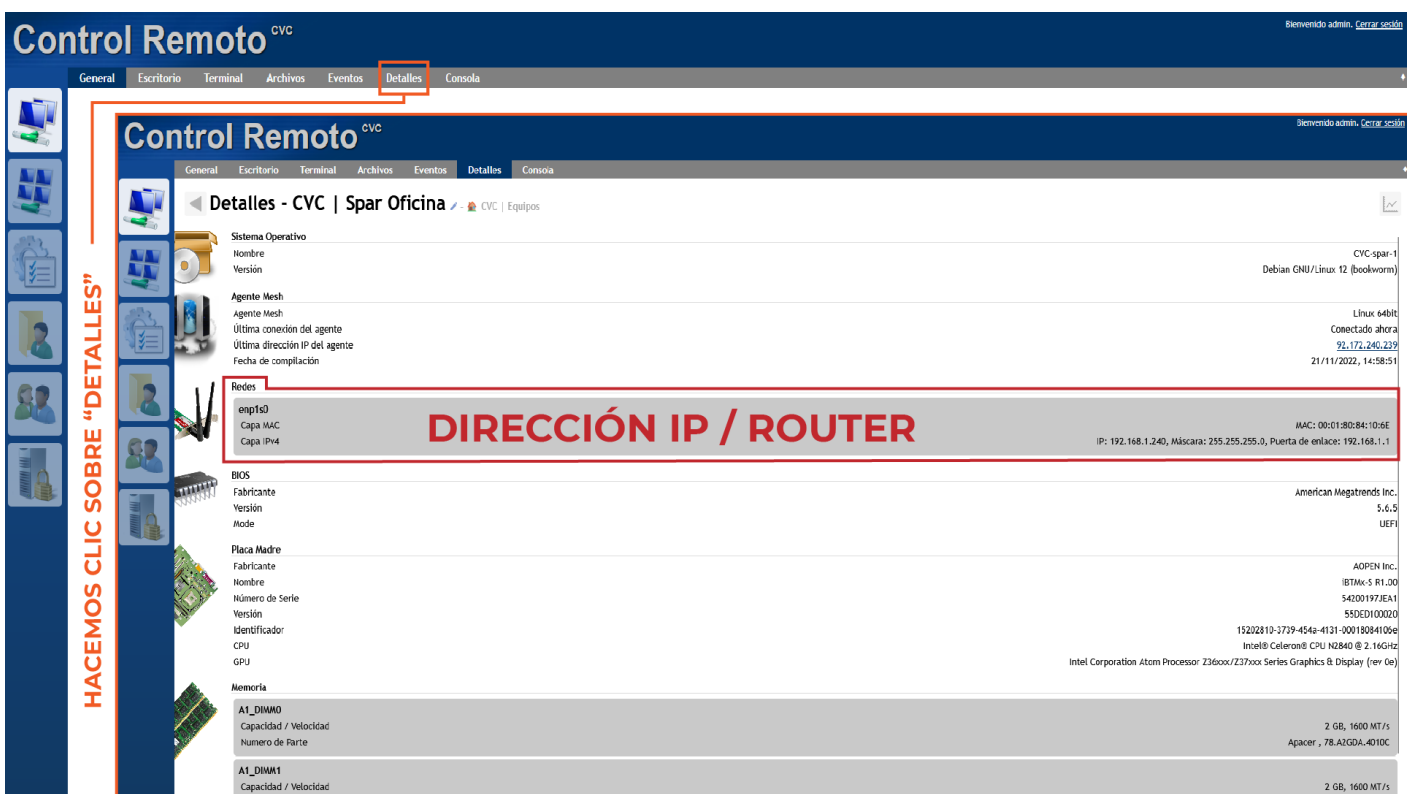 Control Remoto CVC
Bienvenido admin. Cerrar sesión
General Escritorio Terminal Archivos Eventos Detalles Consola
HACEMOS CLIC SOBRE “DETALLES”
Control Remoto CVC
Bienvenido admin. Cerrar sesión
General Escritorio Terminal Archivos Eventos Detalles Consola
Detalles - CVC | Spar Oficina - CVC | Equipos
Sistema Operativo
Nombre CVC-spar-1
Versión Debian GNU/Linux 12 (bookworm)
Agente Mesh
Agente Mesh Linux 64bit
Última conexión del agente Conectado ahora
Última dirección IP del agente 92.172.240.239
Fecha de compilación 21/11/2022, 14:58:51
Redes
enp1s0
DIRECCIÓN IP / ROUTER
Capa MAC MAC: 00:01:80:84:10:6E
Capa IPv4 IP: 192.168.1.240, Máscara: 255.255.255.0, Puerta de enlace: 192.168.1.1
BIOS
Fabricante American Megatrends Inc.
Versión 5.6.5
Mode UEFI
Placa Madre
Fabricante AOPEN Inc.
Nombre IBTMx-S R1.00
Número de Serie 54200197JEA1
Versión 55DED100020
Identificador 15202810-3739-454a-4131-00018084106e
CPU Intel® Celeron® CPU N2840 @ 2.16GHz
GPU Intel Corporation Atom Processor Z36xxx/Z37xxx Series Graphics & Display (rev 0e)
Memoria
A1_DIMM0
Capacidad / Velocidad 2 GB, 1600 MT/s
Numero de Parte Apacer , 78.A2GDA.4010C
A1_DIMM1
Capacidad / Velocidad 2 GB, 1600 MT/s